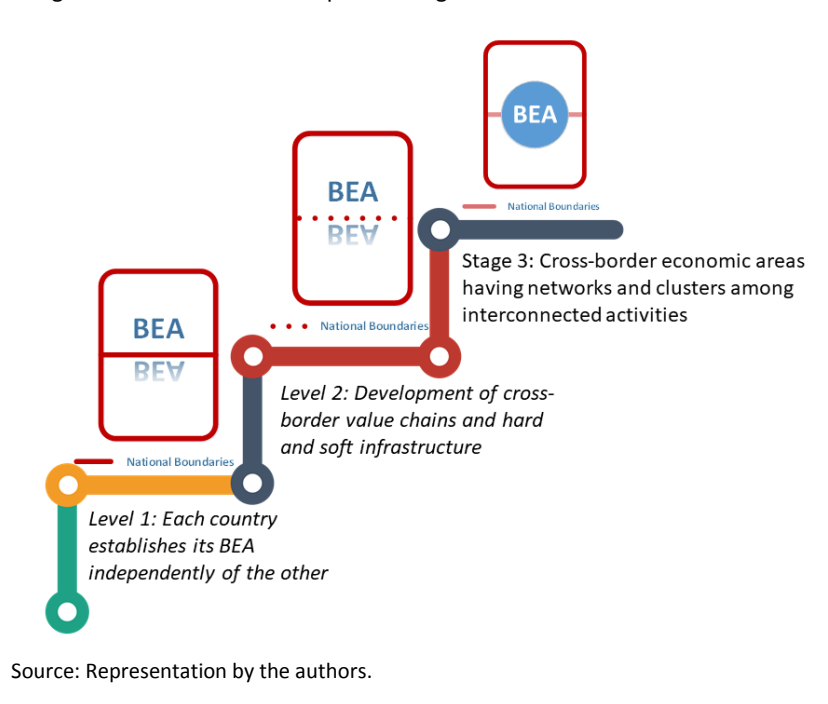 BEA
BEA
BEA
National Boundaries
Stage 3: Cross-border economic areas
having networks and clusters among
interconnected activities
BEA
BEA
National Boundaries
Level 2: Development of cross-
border value chains and hard
and soft infrastructure
National Boundaries
Level 1: Each country
establishes its BEA
independently of the other
Source: Representation by the authors.